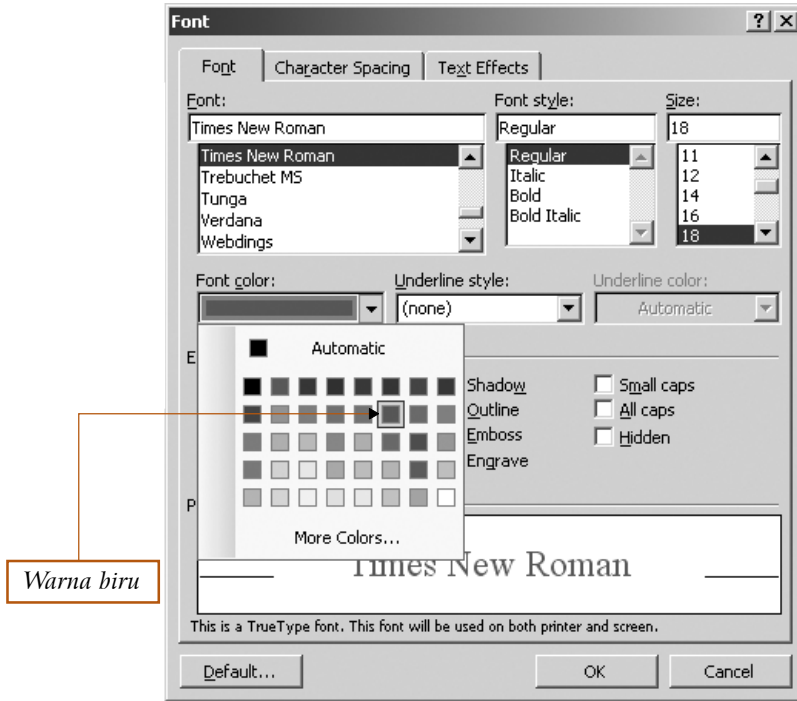 Font
Font Character Spacing Text Effects
Font: Font style: Size:
Times New Roman Regular 18
Times New Roman Regular 11
Trebuchet MS Italic 12
Tunga Bold 14
Verdana Bold Italic 16
Webdings 18
Font color: Underline style: Underline color:
(none) Automatic
Automatic
E
Shadow Small caps
Outline All caps
Emboss Hidden
Engrave
P
More Colors...
Times New Roman
Warna biru
This is a TrueType font. This font will be used on both printer and screen.
Default... OK Cancel